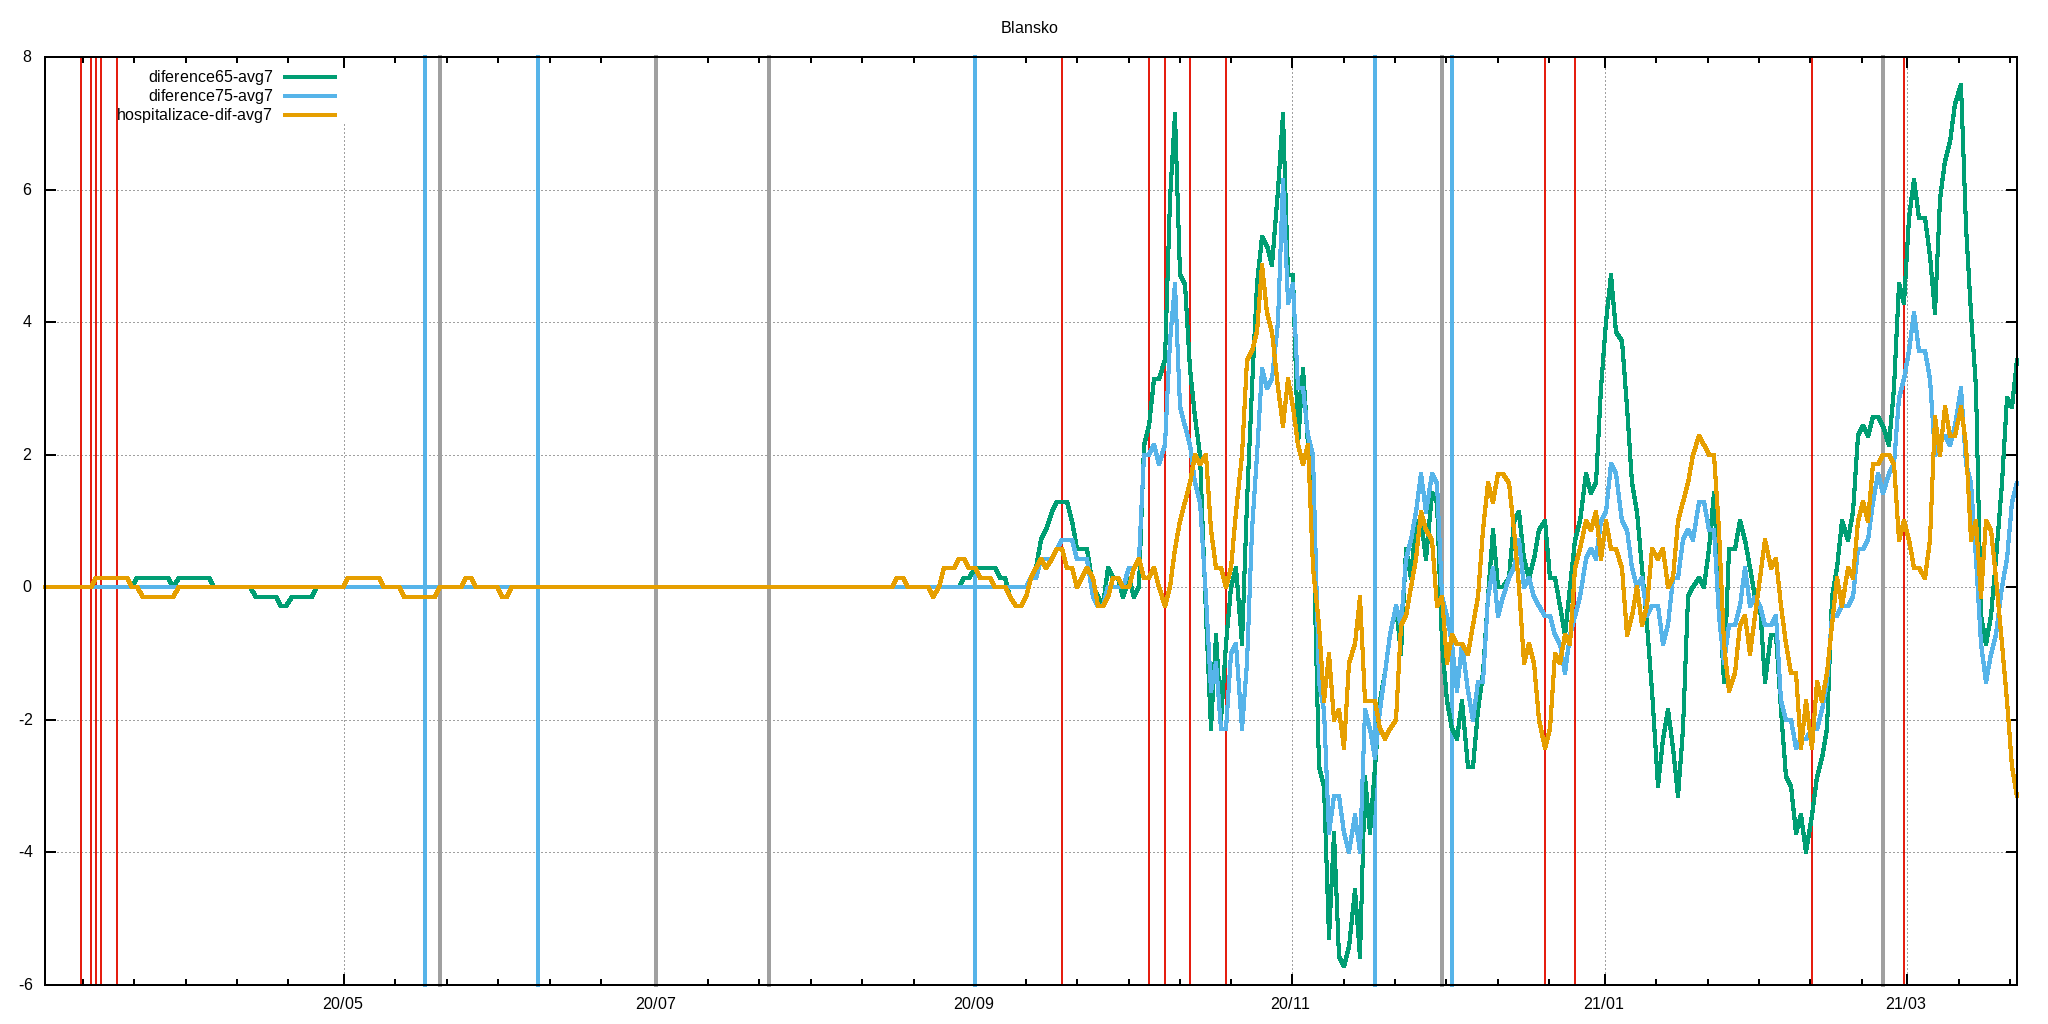 Blansko
8
diference65-avg7
diference75-avg7
hospitalizace-dif-avg7
6
4
2
0
-2
-4
-6
20/05 20/07 20/09 20/11 21/01 21/03